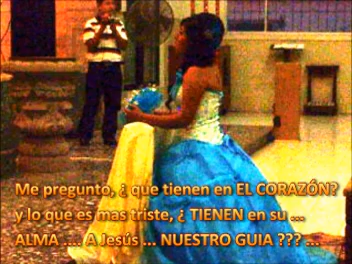 Me pregunto, ¿ que tienen en EL CORAZÓN?
y lo que es mas triste, ¿ TIENEN en su ...
ALMA .... A Jesús ... NUESTRO GUIA ??? ...